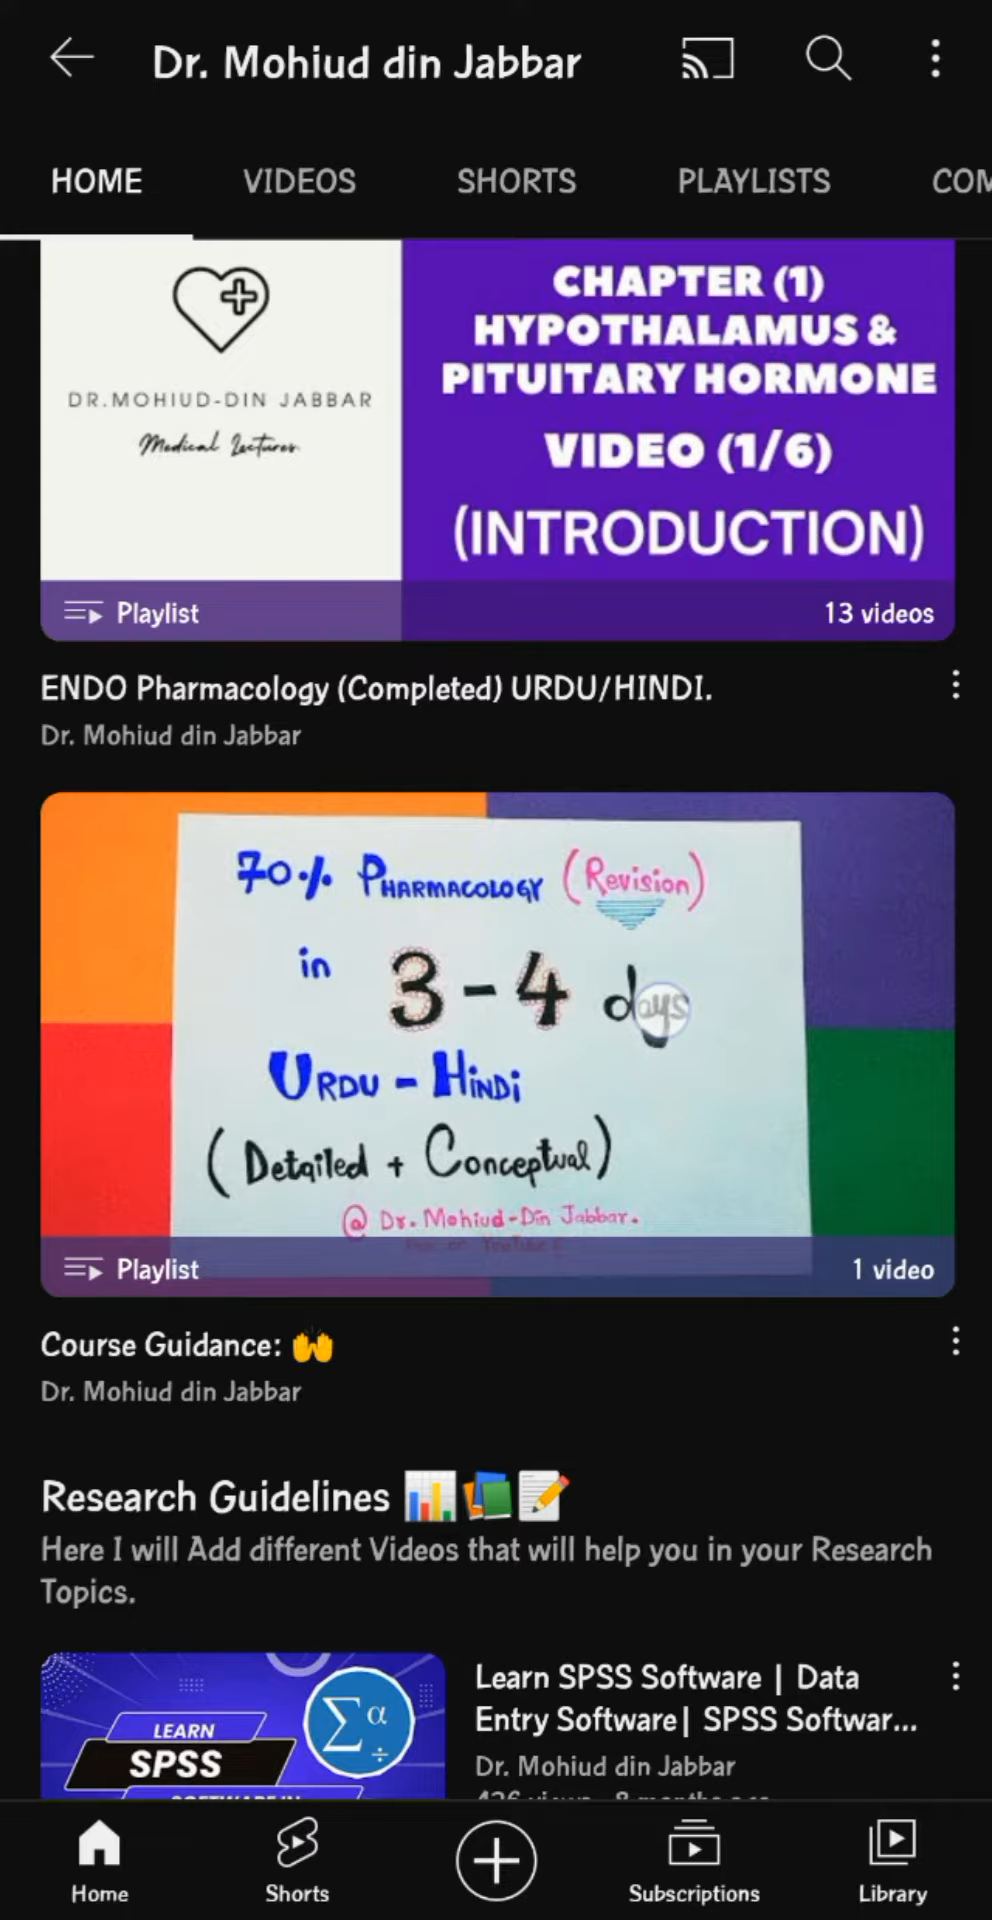 Dr. Mohiud din Jabbar
HOME VIDEOS SHORTS PLAYLISTS COM
DR.MOHIUD-DIN JABBAR
Medical Lectures
CHAPTER (1)
HYPOTHALAMUS &
PITUITARY HORMONE
VIDEO (1/6)
(INTRODUCTION)
Playlist 13 videos
ENDO Pharmacology (Completed) URDU/HINDI.
Dr. Mohiud din Jabbar
70% PHARMACOLOGY (Revision)
in 3-4 days
URDU - HINDI
(Detailed + Conceptual)
@ Dr. Mohiud-Din Jabbar.
Playlist 1 video
Course Guidance: 🙌
Dr. Mohiud din Jabbar
Research Guidelines 📊📚📝
Here I will Add different Videos that will help you in your Research
Topics.
LEARN
SPSS
Σ α ÷
Learn SPSS Software | Data
Entry Software| SPSS Softwar...
Dr. Mohiud din Jabbar
Home Shorts Subscriptions Library